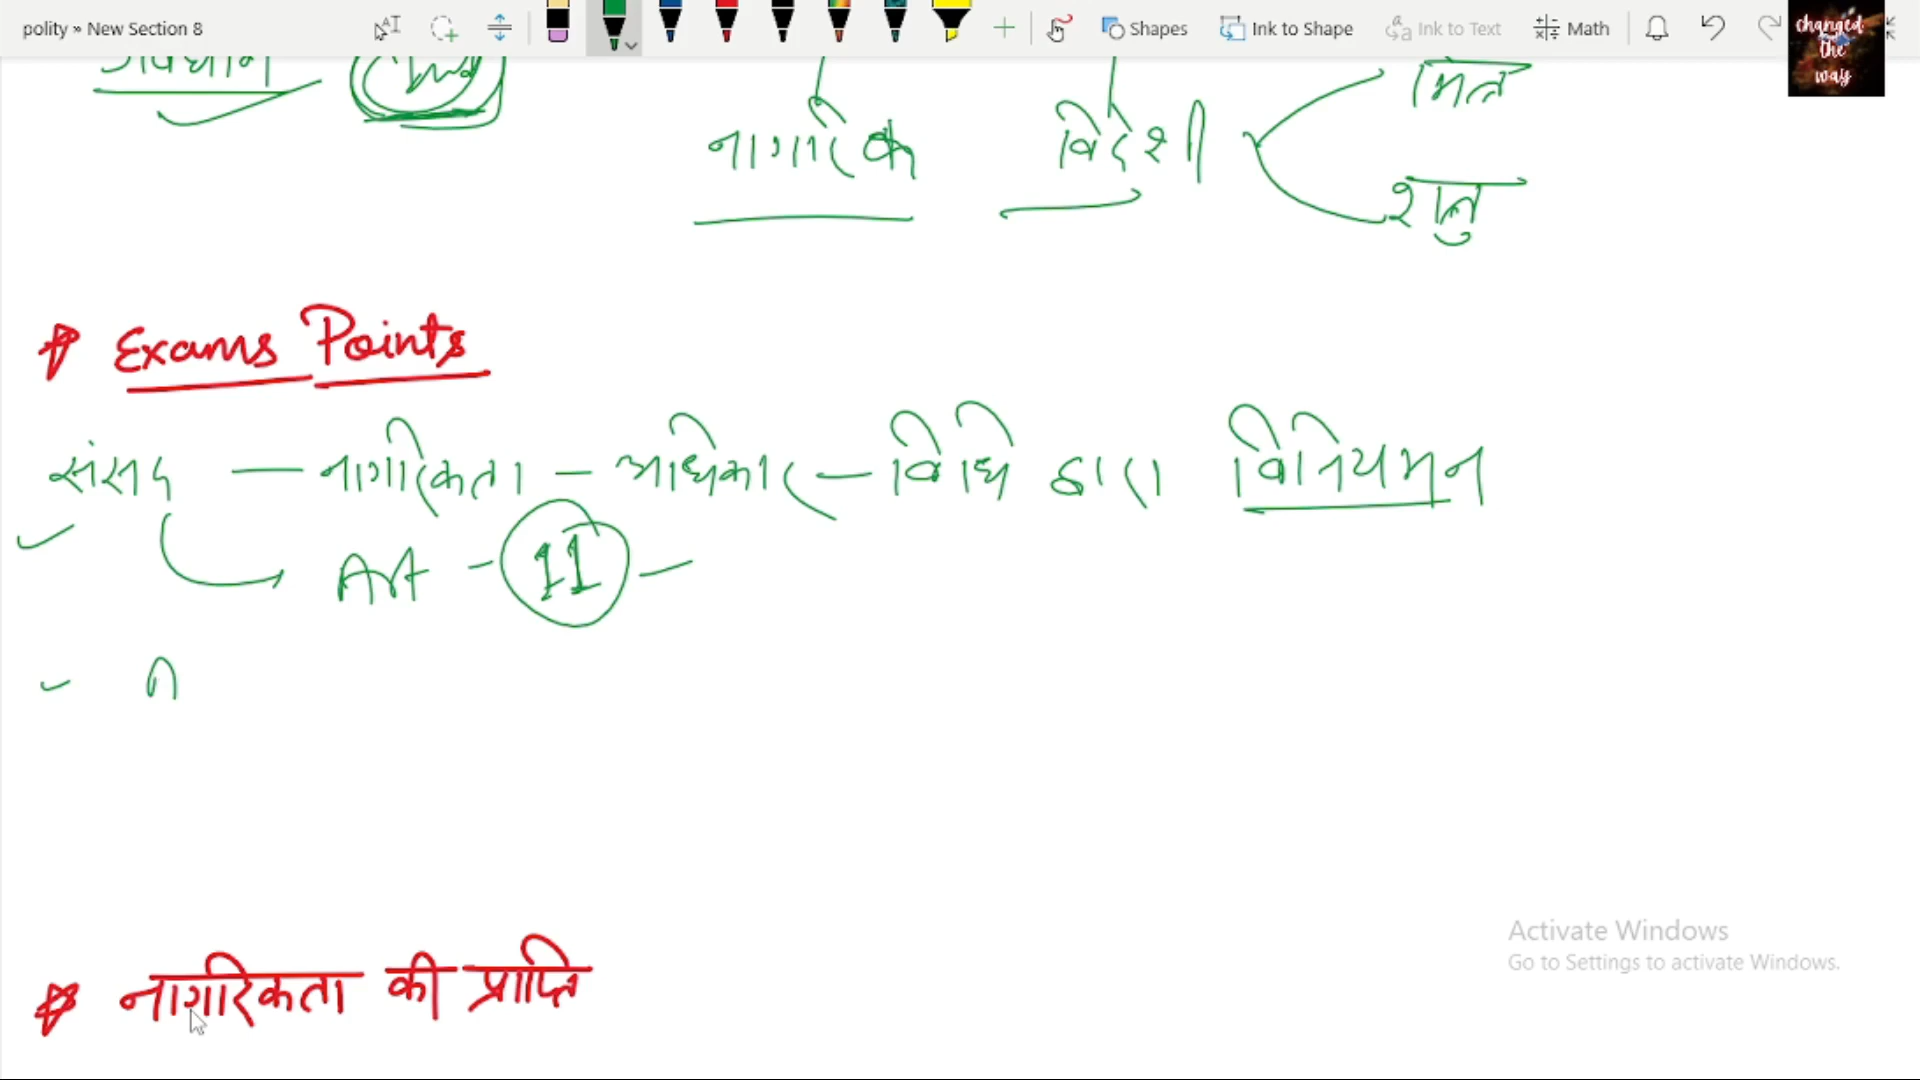 polity » New Section 8
Shapes
Ink to Shape
Ink to Text
Math
changed
the
way
नागरिक विदेशी
मित्र
शत्रु
Exams Points
संसद — नागरिकता — अधिकार — विधि द्वारा विनियमन
Art - 11 -
नागरिकता की प्राप्ति
Activate Windows
Go to Settings to activate Windows.